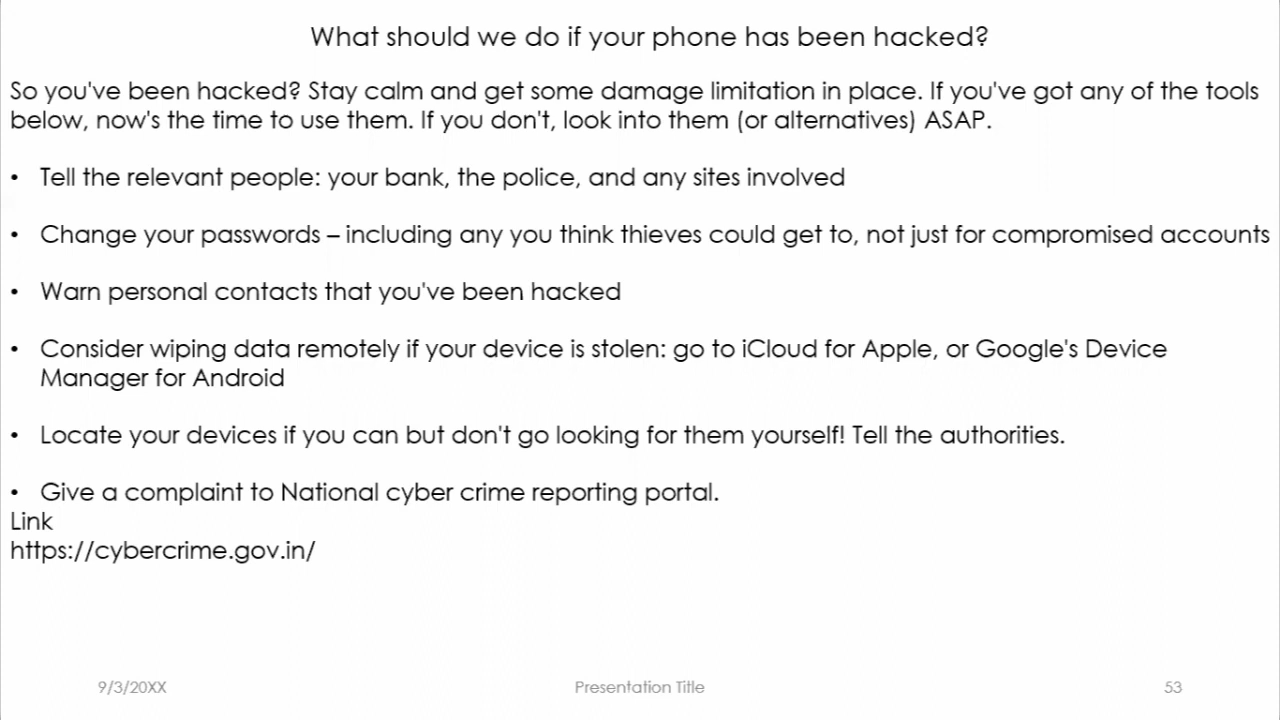 What should we do if your phone has been hacked?
So you've been hacked? Stay calm and get some damage limitation in place. If you've got any of the tools
below, now's the time to use them. If you don't, look into them (or alternatives) ASAP.
• Tell the relevant people: your bank, the police, and any sites involved
• Change your passwords – including any you think thieves could get to, not just for compromised accounts
• Warn personal contacts that you've been hacked
• Consider wiping data remotely if your device is stolen: go to iCloud for Apple, or Google's Device
Manager for Android
• Locate your devices if you can but don't go looking for them yourself! Tell the authorities.
• Give a complaint to National cyber crime reporting portal.
Link
https://cybercrime.gov.in/
9/3/20XX
Presentation Title
53